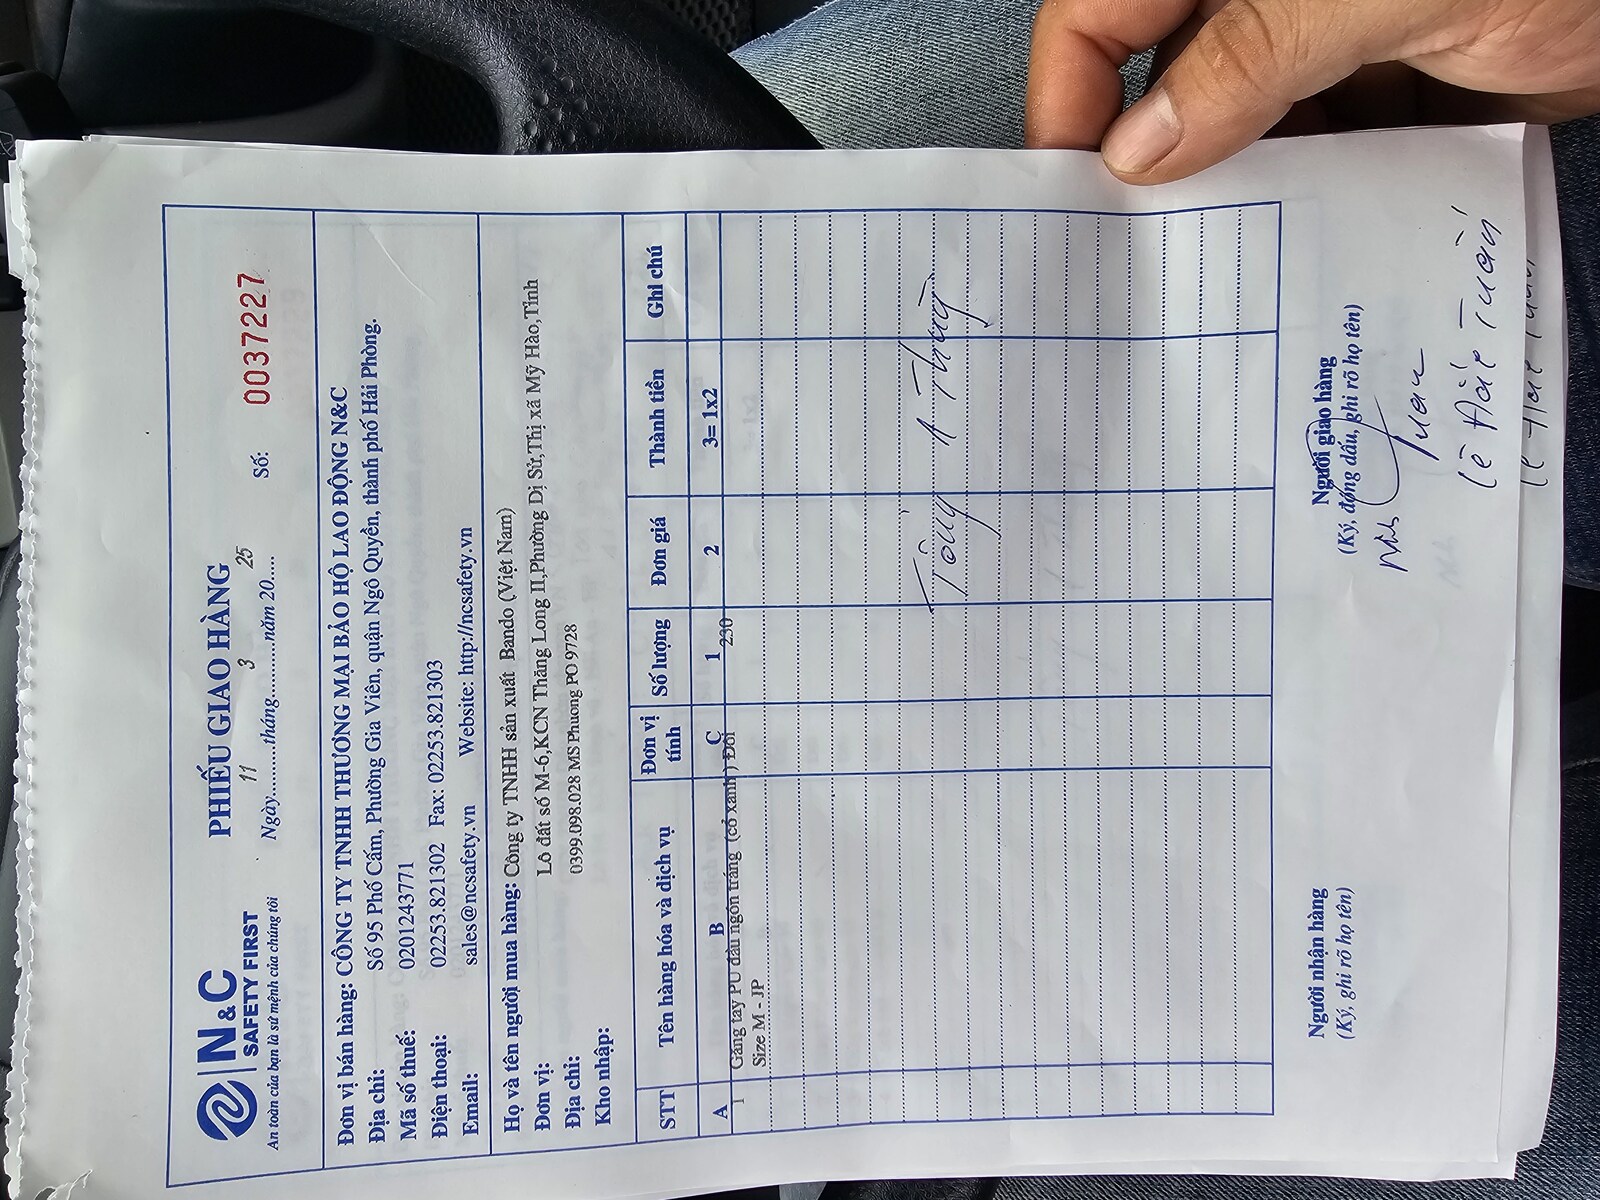 N&C
SAFETY FIRST
An toàn của bạn là sứ mệnh của chúng tôi
PHIẾU GIAO HÀNG
Ngày....11....tháng....3....năm 20.25..
Số: 0037227
Đơn vị bán hàng: CÔNG TY TNHH THƯƠNG MẠI BẢO HỘ LAO ĐỘNG N&C
Địa chỉ: Số 95 Phố Cấm, Phường Gia Viên, quận Ngô Quyền, thành phố Hải Phòng.
Mã số thuế: 0201243771
Điện thoại: 02253.821302 Fax: 02253.821303
Email: sales@ncsafety.vn Website: http://ncsafety.vn
Họ và tên người mua hàng: Công ty TNHH sản xuất Bando (Việt Nam)
Đơn vị: Lô đất số M-6,KCN Thăng Long II,Phường Dị Sử,Thị xã Mỹ Hào,Tỉnh
Địa chỉ: 0399.098.028 MS Phuong PO 9728
Kho nhập:
STT Tên hàng hóa và dịch vụ Đơn vị tính Số lượng Đơn giá Thành tiền Ghi chú
A B C 1 2 3= 1x2
1 Găng tay PU đầu ngón trắng (cổ xanh) Đôi 230
Size M - JP
Tòng A Thùng
Người nhận hàng
(Ký, ghi rõ họ tên)
Người giao hàng
(Ký, đóng dấu, ghi rõ họ tên)
Tuan
Lê Đắc Tuấn